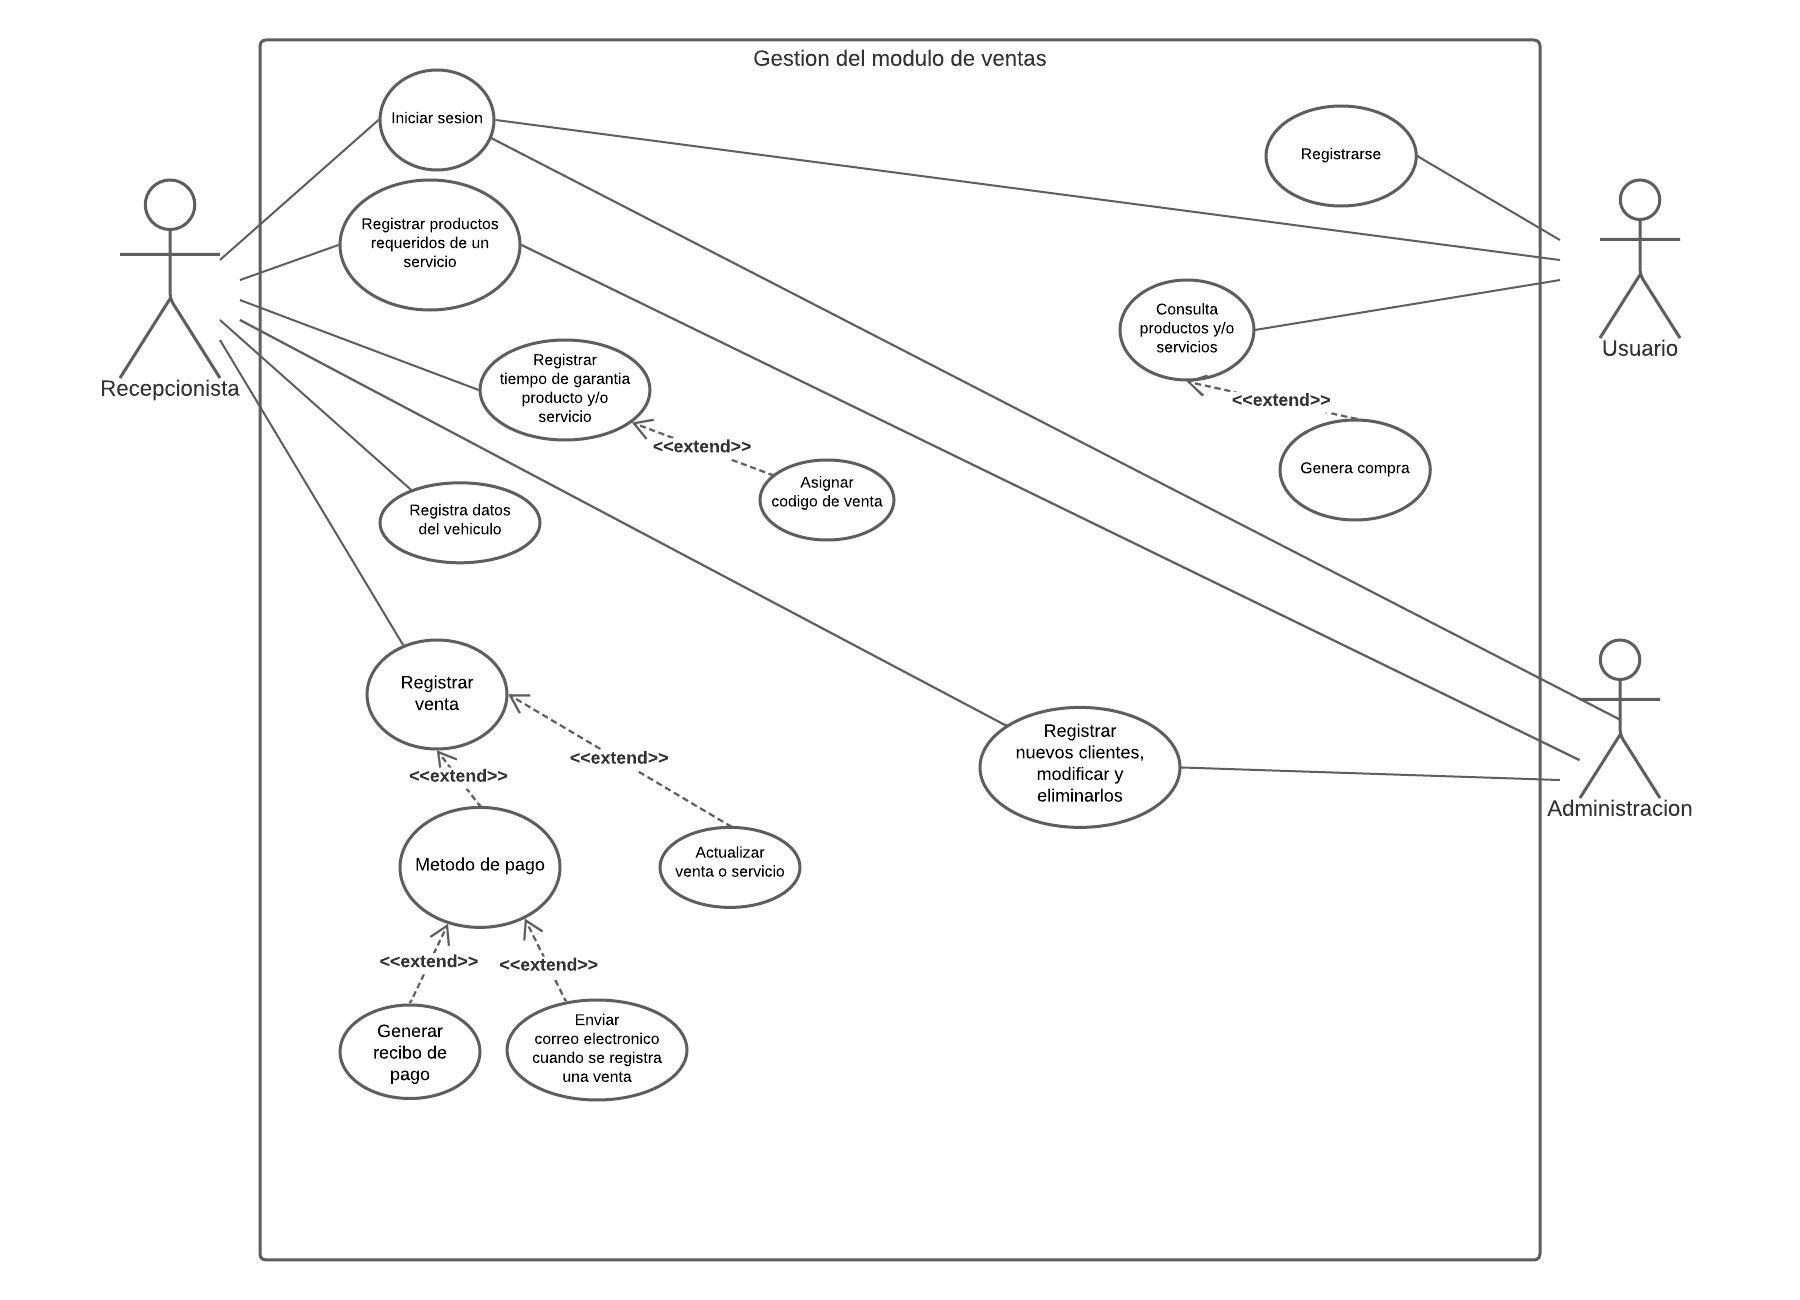 Gestion del modulo de ventas
Iniciar sesion
Registrarse
Registrar productos
requeridos de un
servicio
Consulta
productos y/o
servicios
Usuario
Recepcionista
Registrar
tiempo de garantia
producto y/o
servicio
<<extend>>
<<extend>>
Asignar
codigo de venta
Genera compra
Registra datos
del vehiculo
Registrar
venta
<<extend>>
<<extend>>
Registrar
nuevos clientes,
modificar y
eliminarlos
Administracion
Metodo de pago
Actualizar
venta o servicio
<<extend>>
<<extend>>
Generar
recibo de
pago
Enviar
correo electronico
cuando se registra
una venta